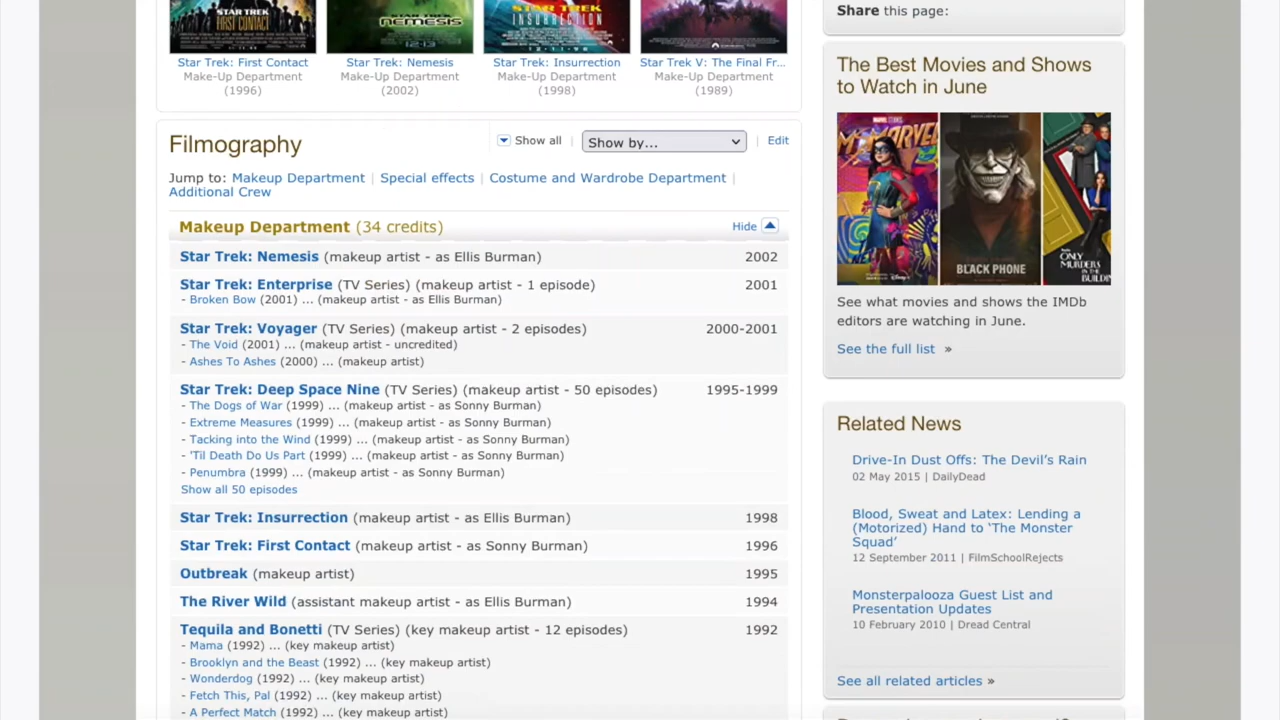 STAR TREK
FIRST CONTACT
NEMESIS
STAR TREK
INSURRECTION
Star Trek: First Contact
Make-Up Department
(1996)
Star Trek: Nemesis
Make-Up Department
(2002)
Star Trek: Insurrection
Make-Up Department
(1998)
Star Trek V: The Final Fr...
Make-Up Department
(1989)
Filmography
Show all | Show by... | Edit
Jump to: Makeup Department | Special effects | Costume and Wardrobe Department |
Additional Crew
Makeup Department (34 credits) Hide
Star Trek: Nemesis (makeup artist - as Ellis Burman) 2002
Star Trek: Enterprise (TV Series) (makeup artist - 1 episode) 2001
- Broken Bow (2001) ... (makeup artist - as Ellis Burman)
Star Trek: Voyager (TV Series) (makeup artist - 2 episodes) 2000-2001
- The Void (2001) ... (makeup artist - uncredited)
- Ashes To Ashes (2000) ... (makeup artist)
Star Trek: Deep Space Nine (TV Series) (makeup artist - 50 episodes) 1995-1999
- The Dogs of War (1999) ... (makeup artist - as Sonny Burman)
- Extreme Measures (1999) ... (makeup artist - as Sonny Burman)
- Tacking into the Wind (1999) ... (makeup artist - as Sonny Burman)
- 'Til Death Do Us Part (1999) ... (makeup artist - as Sonny Burman)
- Penumbra (1999) ... (makeup artist - as Sonny Burman)
Show all 50 episodes
Star Trek: Insurrection (makeup artist - as Ellis Burman) 1998
Star Trek: First Contact (makeup artist - as Sonny Burman) 1996
Outbreak (makeup artist) 1995
The River Wild (assistant makeup artist - as Ellis Burman) 1994
Tequila and Bonetti (TV Series) (key makeup artist - 12 episodes) 1992
- Mama (1992) ... (key makeup artist)
- Brooklyn and the Beast (1992) ... (key makeup artist)
- Wonderdog (1992) ... (key makeup artist)
- Fetch This, Pal (1992) ... (key makeup artist)
- A Perfect Match (1992) ... (key makeup artist)
Share this page:
The Best Movies and Shows
to Watch in June
MS. MARVEL
BLACK PHONE
ONLY
MURDERS
IN THE
BUILDIN
See what movies and shows the IMDb
editors are watching in June.
See the full list »
Related News
Drive-In Dust Offs: The Devil’s Rain
02 May 2015 | DailyDead
Blood, Sweat and Latex: Lending a
(Motorized) Hand to ‘The Monster
Squad’
12 September 2011 | FilmSchoolRejects
Monsterpalooza Guest List and
Presentation Updates
10 February 2010 | Dread Central
See all related articles »